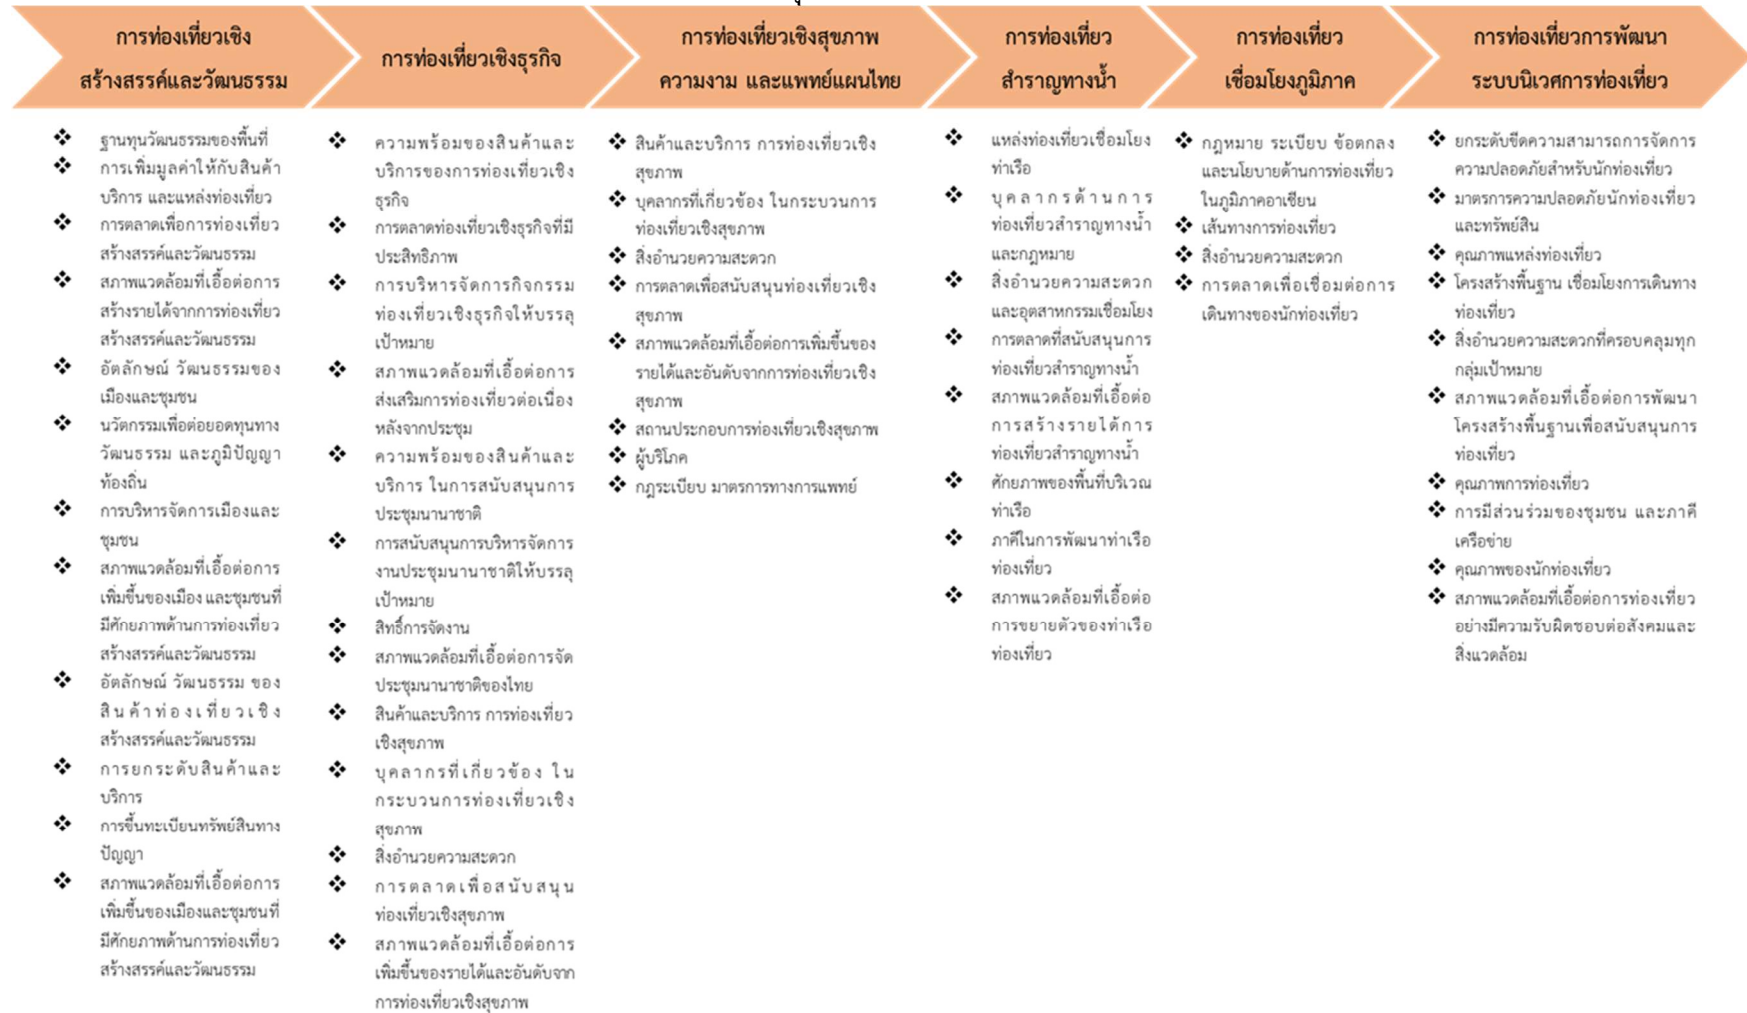 การท่องเที่ยวเชิง
สร้างสรรค์และวัฒนธรรม
การท่องเที่ยวเชิงธุรกิจ
การท่องเที่ยวเชิงสุขภาพ
ความงาม และแพทย์แผนไทย
การท่องเที่ยว
สำราญทางน้ำ
การท่องเที่ยว
เชื่อมโยงภูมิภาค
การท่องเที่ยวการพัฒนา
ระบบนิเวศการท่องเที่ยว
❖ ฐานทุนวัฒนธรรมของพื้นที่
❖ การเพิ่มมูลค่าให้กับสินค้า
บริการ และแหล่งท่องเที่ยว
❖ การตลาดเพื่อการท่องเที่ยว
สร้างสรรค์และวัฒนธรรม
❖ สภาพแวดล้อมที่เอื้อต่อการ
สร้างรายได้จากการท่องเที่ยว
สร้างสรรค์และวัฒนธรรม
❖ อัตลักษณ์ วัฒนธรรมของ
เมืองและชุมชน
❖ นวัตกรรมเพื่อต่อยอดทุนทาง
วัฒนธรรม และภูมิปัญญา
ท้องถิ่น
❖ การบริหารจัดการเมืองและ
ชุมชน
❖ สภาพแวดล้อมที่เอื้อต่อการ
เพิ่มขึ้นของเมือง และชุมชนที่
มีศักยภาพด้านการท่องเที่ยว
สร้างสรรค์และวัฒนธรรม
❖ อัตลักษณ์ วัฒนธรรม ของ
สินค้าท่องเที่ยวเชิง
สร้างสรรค์และวัฒนธรรม
❖ การยกระดับสินค้าและ
บริการ
❖ การขึ้นทะเบียนทรัพย์สินทาง
ปัญญา
❖ สภาพแวดล้อมที่เอื้อต่อการ
เพิ่มขึ้นของเมืองและชุมชนที่
มีศักยภาพด้านการท่องเที่ยว
สร้างสรรค์และวัฒนธรรม
❖ ความพร้อมของสินค้าและ
บริการของการท่องเที่ยวเชิง
ธุรกิจ
❖ การตลาดท่องเที่ยวเชิงธุรกิจที่มี
ประสิทธิภาพ
❖ การบริหารจัดการกิจกรรม
ท่องเที่ยวเชิงธุรกิจให้บรรลุ
เป้าหมาย
❖ สภาพแวดล้อมที่เอื้อต่อการ
ส่งเสริมการท่องเที่ยวต่อเนื่อง
หลังจากประชุม
❖ ความพร้อมของสินค้าและ
บริการ ในการสนับสนุนการ
ประชุมนานาชาติ
❖ การสนับสนุนการบริหารจัดการ
งานประชุมนานาชาติให้บรรลุ
เป้าหมาย
❖ สิทธิ์การจัดงาน
❖ สภาพแวดล้อมที่เอื้อต่อการจัด
ประชุมนานาชาติของไทย
❖ สินค้าและบริการ การท่องเที่ยว
เชิงสุขภาพ
❖ บุคลากรที่เกี่ยวข้อง ใน
กระบวนการท่องเที่ยวเชิง
สุขภาพ
❖ สิ่งอำนวยความสะดวก
❖ การตลาดเพื่อสนับสนุน
ท่องเที่ยวเชิงสุขภาพ
❖ สภาพแวดล้อมที่เอื้อต่อการ
เพิ่มขึ้นของรายได้และอันดับจาก
การท่องเที่ยวเชิงสุขภาพ
❖ สินค้าและบริการ การท่องเที่ยวเชิง
สุขภาพ
❖ บุคลากรที่เกี่ยวข้อง ในกระบวนการ
ท่องเที่ยวเชิงสุขภาพ
❖ สิ่งอำนวยความสะดวก
❖ การตลาดเพื่อสนับสนุนท่องเที่ยวเชิง
สุขภาพ
❖ สภาพแวดล้อมที่เอื้อต่อการเพิ่มขึ้นของ
รายได้และอันดับจากการท่องเที่ยวเชิง
สุขภาพ
❖ สถานประกอบการท่องเที่ยวเชิงสุขภาพ
❖ ผู้บริโภค
❖ กฎระเบียบ มาตรการทางการแพทย์
❖ แหล่งท่องเที่ยวเชื่อมโยง
ท่าเรือ
❖ บุคลากรด้านการ
ท่องเที่ยวสำราญทางน้ำ
และกฎหมาย
❖ สิ่งอำนวยความสะดวก
และอุตสาหกรรมเชื่อมโยง
❖ การตลาดที่สนับสนุนการ
ท่องเที่ยวสำราญทางน้ำ
❖ สภาพแวดล้อมที่เอื้อต่อ
การสร้างรายได้การ
ท่องเที่ยวสำราญทางน้ำ
❖ ศักยภาพของพื้นที่บริเวณ
ท่าเรือ
❖ ภาคีในการพัฒนาท่าเรือ
ท่องเที่ยว
❖ สภาพแวดล้อมที่เอื้อต่อ
การขยายตัวของท่าเรือ
ท่องเที่ยว
❖ กฎหมาย ระเบียบ ข้อตกลง
และนโยบายด้านการท่องเที่ยว
ในภูมิภาคอาเซียน
❖ เส้นทางการท่องเที่ยว
❖ สิ่งอำนวยความสะดวก
❖ การตลาดเพื่อเชื่อมต่อการ
เดินทางของนักท่องเที่ยว
❖ ยกระดับขีดความสามารถการจัดการ
ความปลอดภัยสำหรับนักท่องเที่ยว
❖ มาตรการความปลอดภัยนักท่องเที่ยว
และทรัพย์สิน
❖ คุณภาพแหล่งท่องเที่ยว
❖ โครงสร้างพื้นฐาน เชื่อมโยงการเดินทาง
ท่องเที่ยว
❖ สิ่งอำนวยความสะดวกที่ครอบคลุมทุก
กลุ่มเป้าหมาย
❖ สภาพแวดล้อมที่เอื้อต่อการพัฒนา
โครงสร้างพื้นฐานเพื่อสนับสนุนการ
ท่องเที่ยว
❖ คุณภาพการท่องเที่ยว
❖ การมีส่วนร่วมของชุมชน และภาคี
เครือข่าย
❖ คุณภาพของนักท่องเที่ยว
❖ สภาพแวดล้อมที่เอื้อต่อการท่องเที่ยว
อย่างมีความรับผิดชอบต่อสังคมและ
สิ่งแวดล้อม